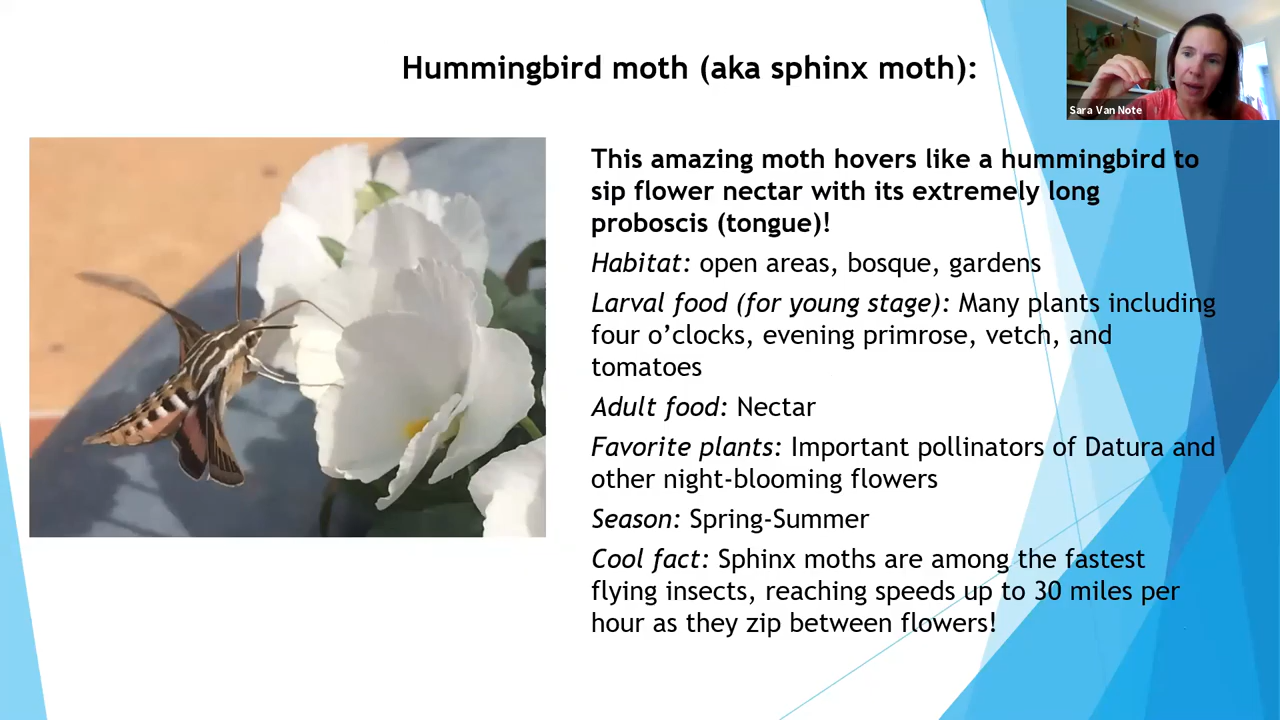 Hummingbird moth (aka sphinx moth):
Sara Van Note
This amazing moth hovers like a hummingbird to
sip flower nectar with its extremely long
proboscis (tongue)!
Habitat: open areas, bosque, gardens
Larval food (for young stage): Many plants including
four o’clocks, evening primrose, vetch, and
tomatoes
Adult food: Nectar
Favorite plants: Important pollinators of Datura and
other night-blooming flowers
Season: Spring-Summer
Cool fact: Sphinx moths are among the fastest
flying insects, reaching speeds up to 30 miles per
hour as they zip between flowers!